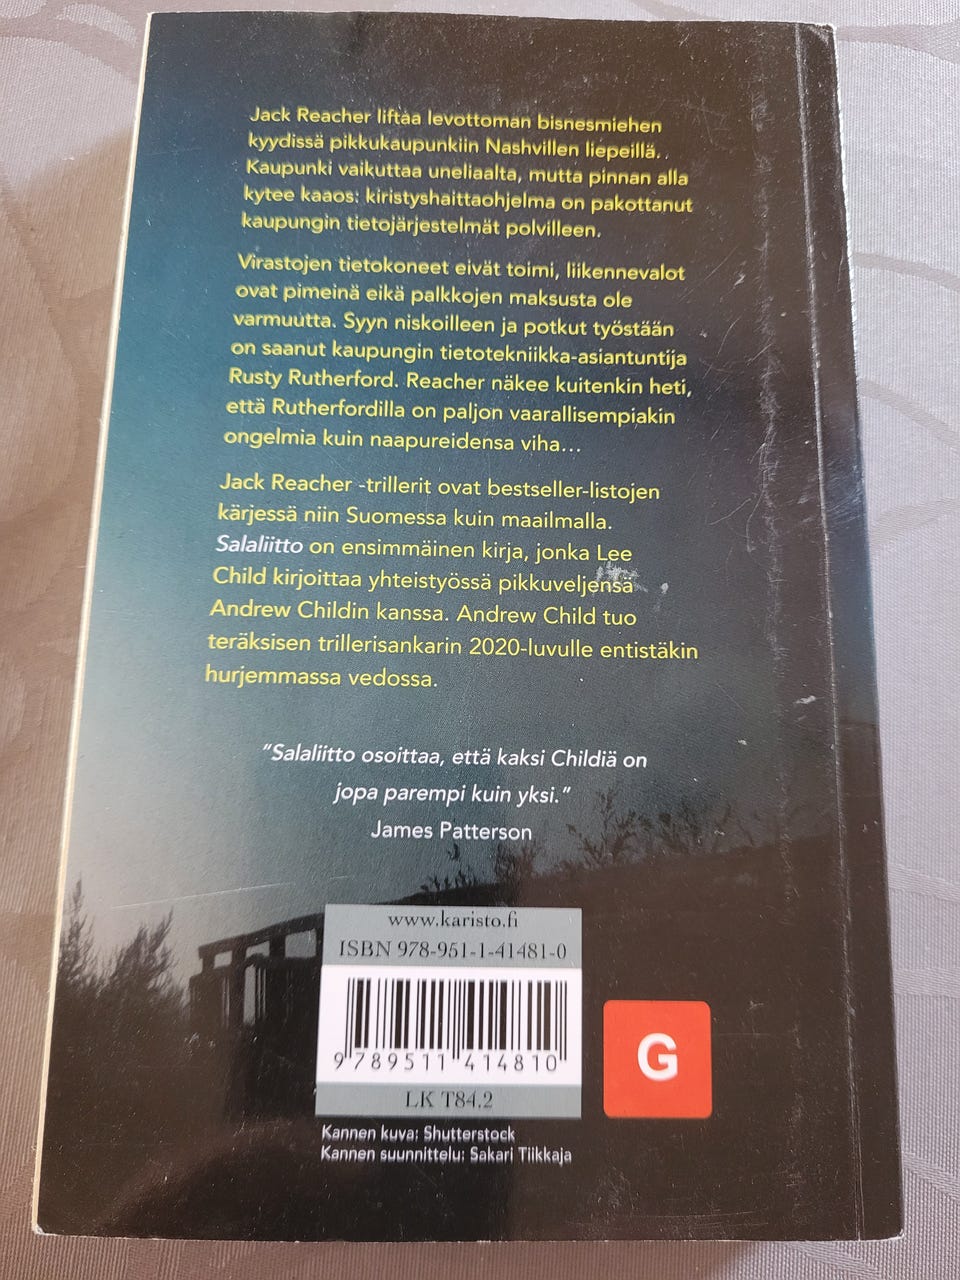 Jack Reacher liftaa levottoman bisnesmiehen
kyydissä pikkukaupunkiin Nashvillen liepeillä.
Kaupunki vaikuttaa uneliaalta, mutta pinnan alla
kytee kaaos: kiristyshaittaohjelma on pakottanut
kaupungin tietojärjestelmät polvilleen.
Virastojen tietokoneet eivät toimi, liikennevalot
ovat pimeinä eikä palkkojen maksusta ole
varmuutta. Syyn niskoilleen ja potkut työstään
on saanut kaupungin tietotekniikka-asiantuntija
Rusty Rutherford. Reacher näkee kuitenkin heti,
että Rutherfordilla on paljon vaarallisempiakin
ongelmia kuin naapureidensa viha...
Jack Reacher -trillerit ovat bestseller-listojen
kärjessä niin Suomessa kuin maailmalla.
Salaliitto on ensimmäinen kirja, jonka Lee
Child kirjoittaa yhteistyössä pikkuveljensä
Andrew Childin kanssa. Andrew Child tuo
teräksisen trillerisankarin 2020-luvulle entistäkin
hurjemmassa vedossa.
"Salaliitto osoittaa, että kaksi Childiä on
jopa parempi kuin yksi."
James Patterson
www.karisto.fi
ISBN 978-951-1-41481-0
9 789511 414810
LK T84.2
G
Kannen kuva: Shutterstock
Kannen suunnittelu: Sakari Tiikkaja